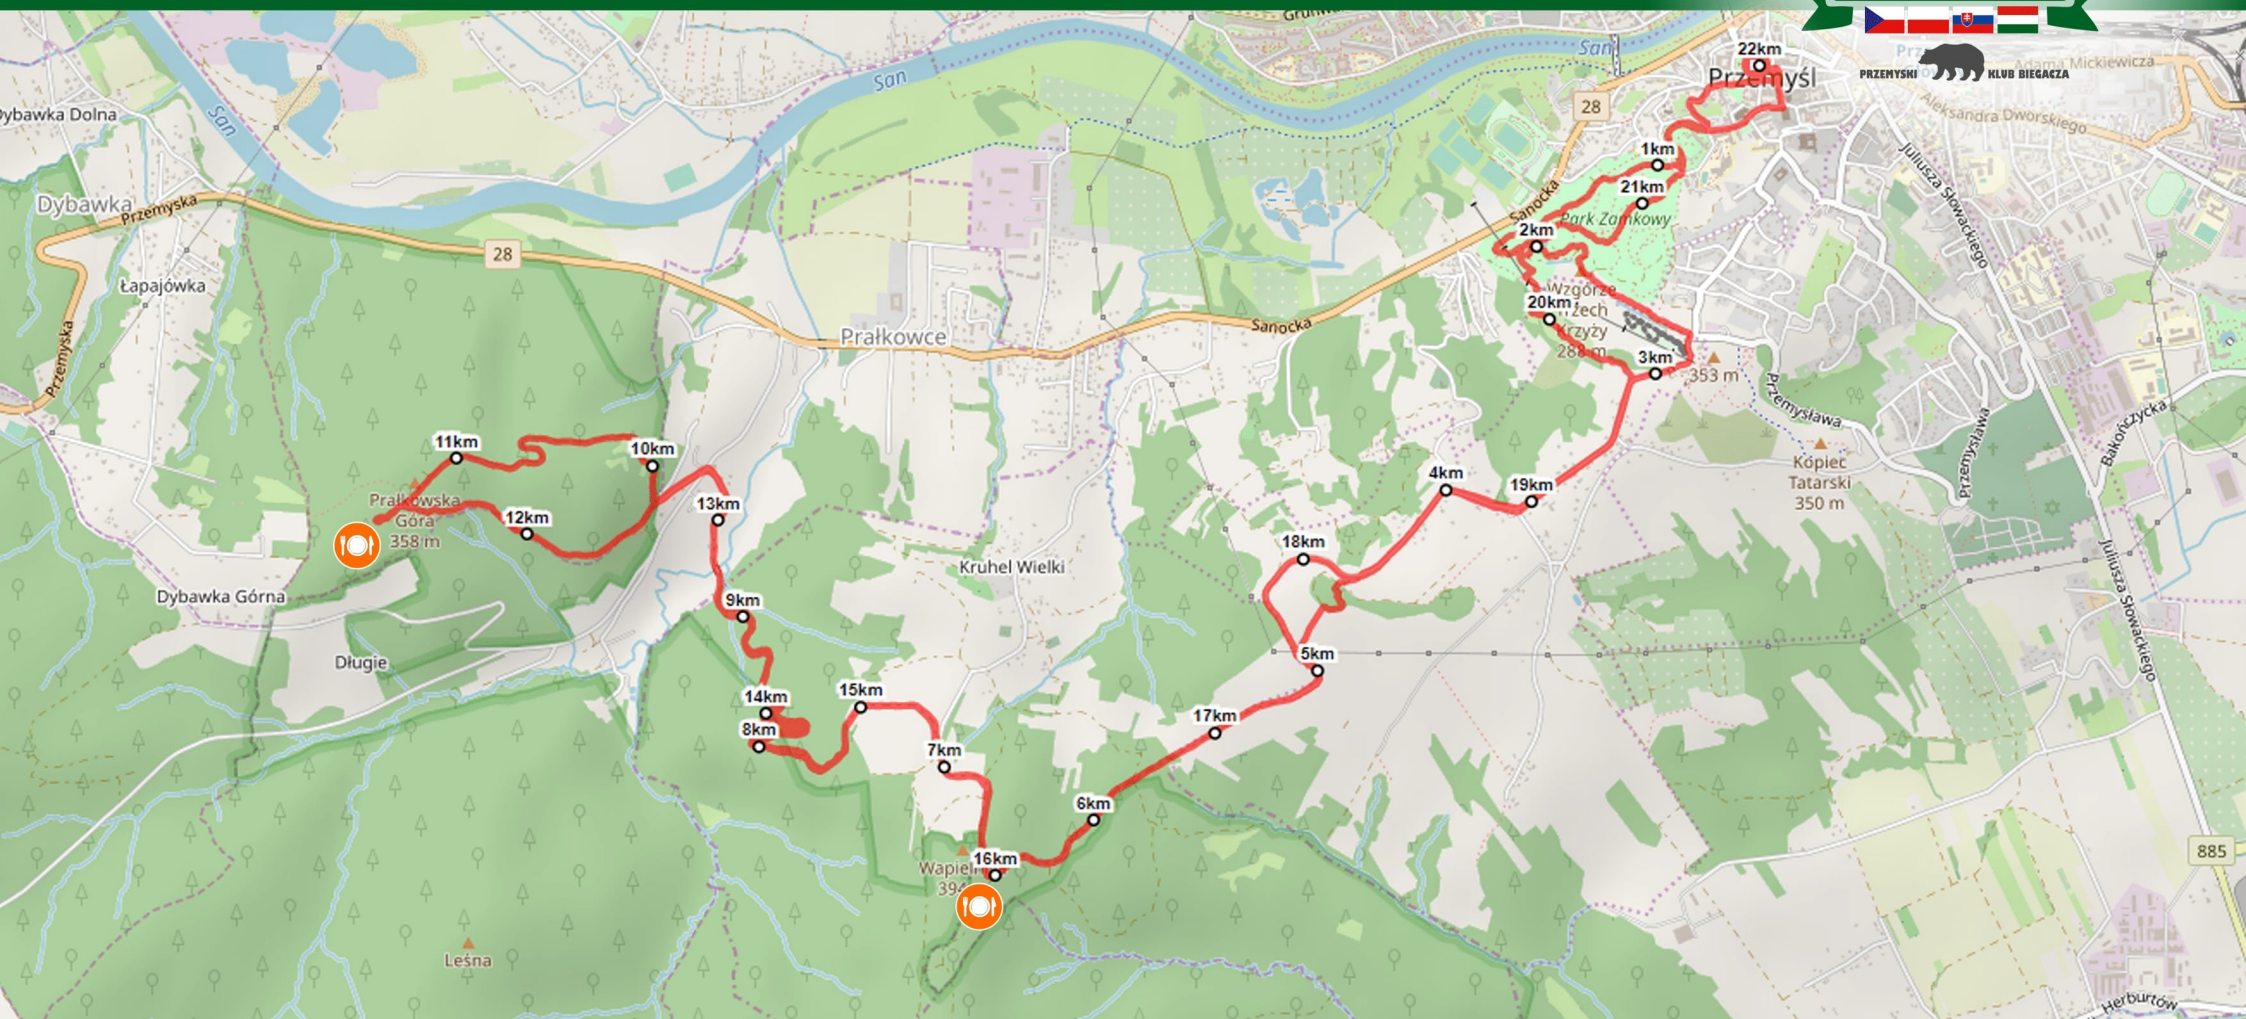 San
22km
Przemyśl
PRZEMYSKI KLUB BIEGACZA
Adama Mickiewicza
Aleksandra Dworskiego
28
Dybawka Dolna
San
San
1km
21km
Park Zamkowy
Sanocka
2km
Juliusza Słowackiego
Dybawka
Przemyska
28
Łapajówka
Przemyska
Prałkowce
Sanocka
20km
Wzgórze
Trzech
Krzyży
288 m
3km
353 m
Przemysława
Przemysława
Bakończycka
Kopiec
Tatarski
350 m
11km
10km
Prałkowska
Góra
358 m
12km
13km
4km
19km
18km
Kruhel Wielki
Dybawka Górna
9km
Długie
5km
Juliusza Słowackiego
14km
15km
8km
17km
7km
6km
16km
394
885
Leśna
Herburtów